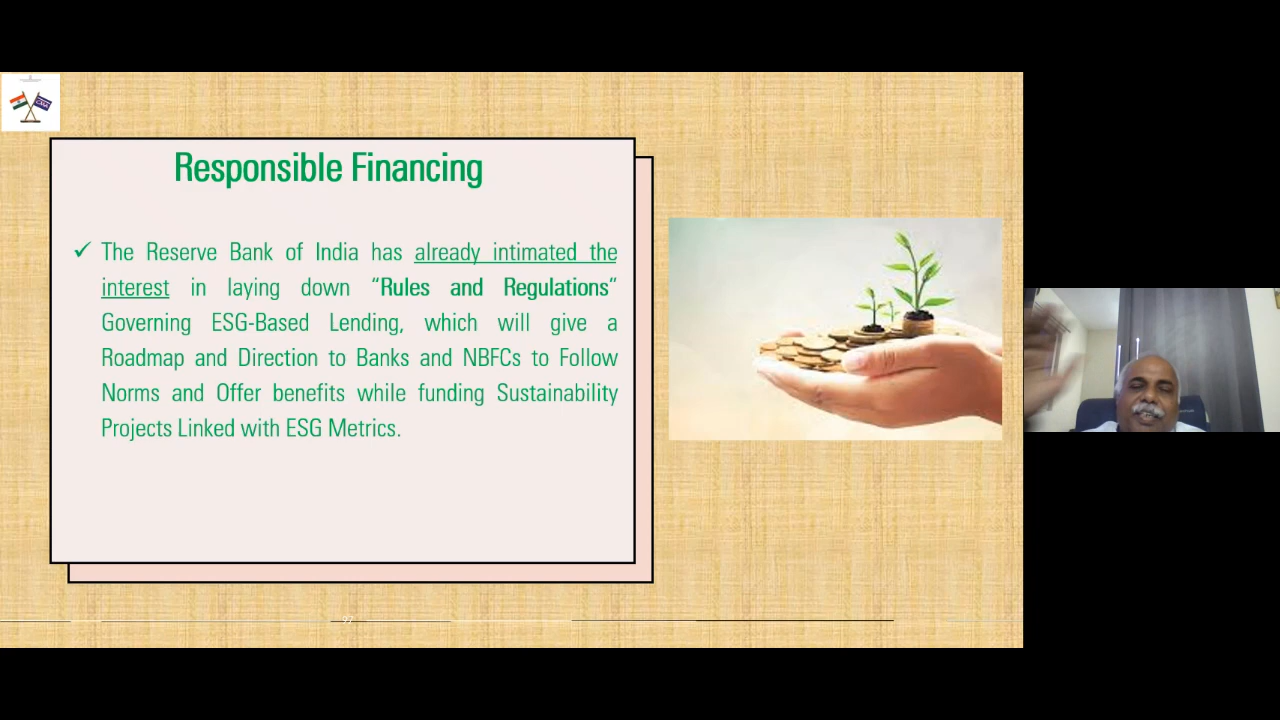 Responsible Financing
✓ The Reserve Bank of India has already intimated the
interest in laying down “Rules and Regulations”
Governing ESG-Based Lending, which will give a
Roadmap and Direction to Banks and NBFCs to Follow
Norms and Offer benefits while funding Sustainability
Projects Linked with ESG Metrics.